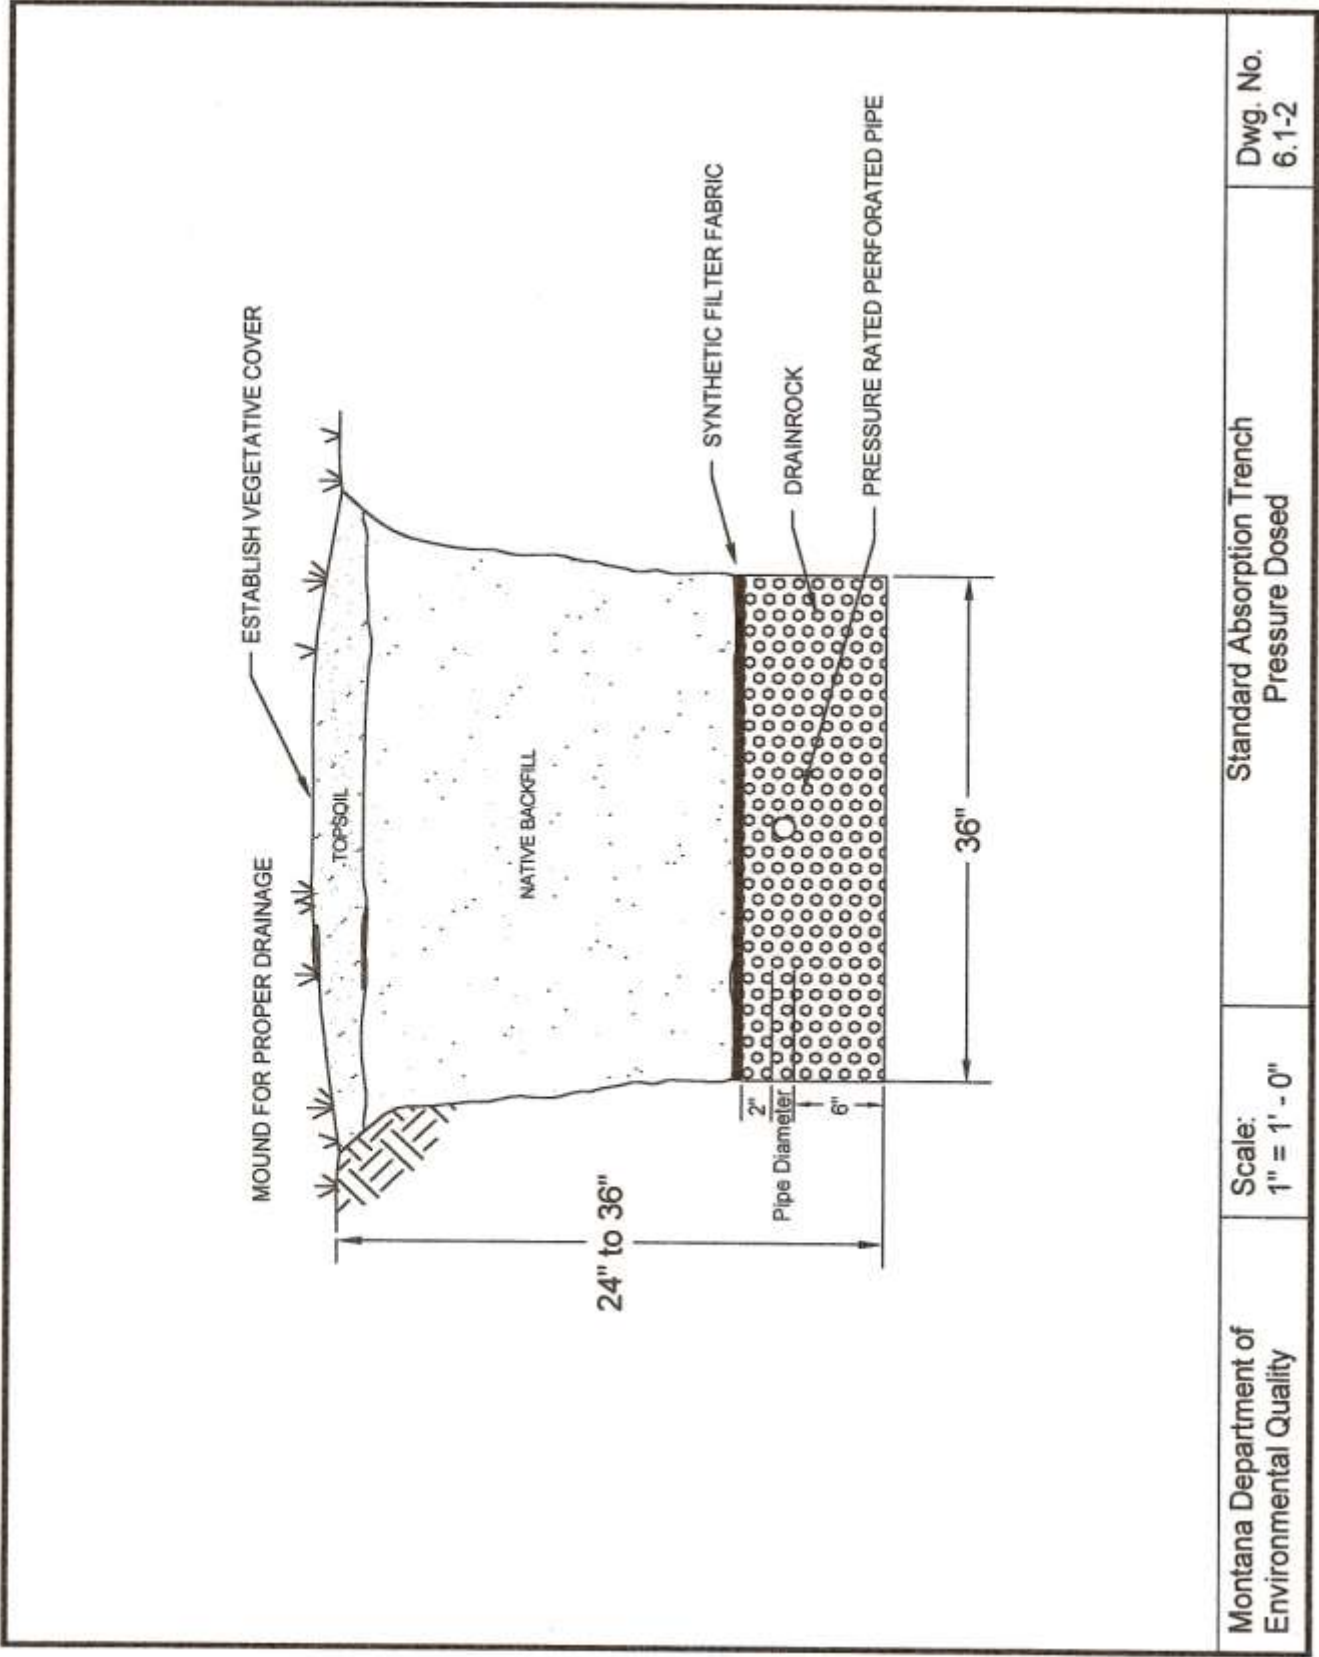 MOUND FOR PROPER DRAINAGE
ESTABLISH VEGETATIVE COVER
TOPSOIL
NATIVE BACKFILL
24" to 36"
SYNTHETIC FILTER FABRIC
2"
Pipe Diameter
6"
DRAINROCK
PRESSURE RATED PERFORATED PIPE
36"
Montana Department of
Environmental Quality
Scale:
1" = 1' - 0"
Standard Absorption Trench
Pressure Dosed
Dwg. No.
6.1-2